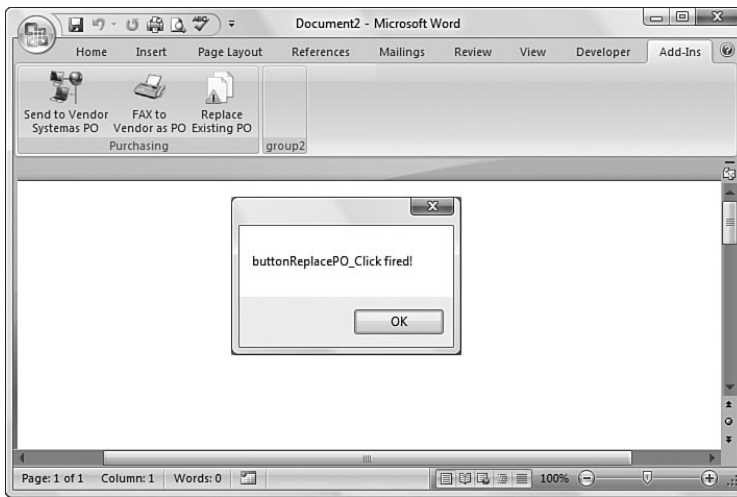 ABC
Document2 - Microsoft Word
Home Insert Page Layout References Mailings Review View Developer Add-Ins
Send to Vendor Systemas PO
FAX to Vendor as PO
Replace Existing PO
Purchasing
group2
buttonReplacePO_Click fired!
OK
Page: 1 of 1 Column: 1 Words: 0 100%